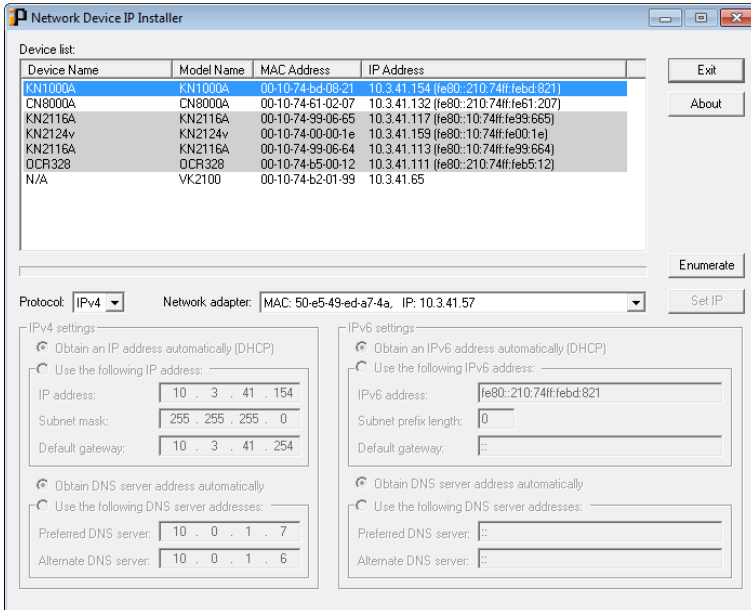 Network Device IP Installer
Device list:
Device Name Model Name MAC Address IP Address
KN1000A KN1000A 00-10-74-bd-08-21 10.3.41.154 (fe80::210:74ff:febd:821)
CN8000A CN8000A 00-10-74-61-02-07 10.3.41.132 (fe80::210:74ff:fe61:207)
KN2116A KN2116A 00-10-74-99-06-65 10.3.41.117 (fe80::10:74ff:fe99:665)
KN2124v KN2124v 00-10-74-00-00-1e 10.3.41.159 (fe80::210:74ff:fe00:1e)
KN2116A KN2116A 00-10-74-99-06-64 10.3.41.113 (fe80::10:74ff:fe99:664)
OCR328 OCR328 00-10-74-b5-00-12 10.3.41.111 (fe80::210:74ff:feb5:12)
N/A VK2100 00-10-74-b2-01-99 10.3.41.65
Exit
About
Enumerate
Protocol: IPv4 Network adapter: MAC: 50-e5-49-ed-a7-4a, IP: 10.3.41.57
Set IP
IPv4 settings
Obtain an IP address automatically (DHCP)
Use the following IP address:
IP address: 10 . 3 . 41 . 154
Subnet mask: 255 . 255 . 255 . 0
Default gateway: 10 . 3 . 41 . 254
Obtain DNS server address automatically
Use the following DNS server addresses:
Preferred DNS server: 10 . 0 . 1 . 7
Alternate DNS server: 10 . 0 . 1 . 6
IPv6 settings
Obtain an IPv6 address automatically (DHCP)
Use the following IPv6 address:
IPv6 address: fe80::210:74ff:febd:821
Subnet prefix length: 0
Default gateway: ::
Obtain DNS server address automatically
Use the following DNS server addresses:
Preferred DNS server: ::
Alternate DNS server: ::